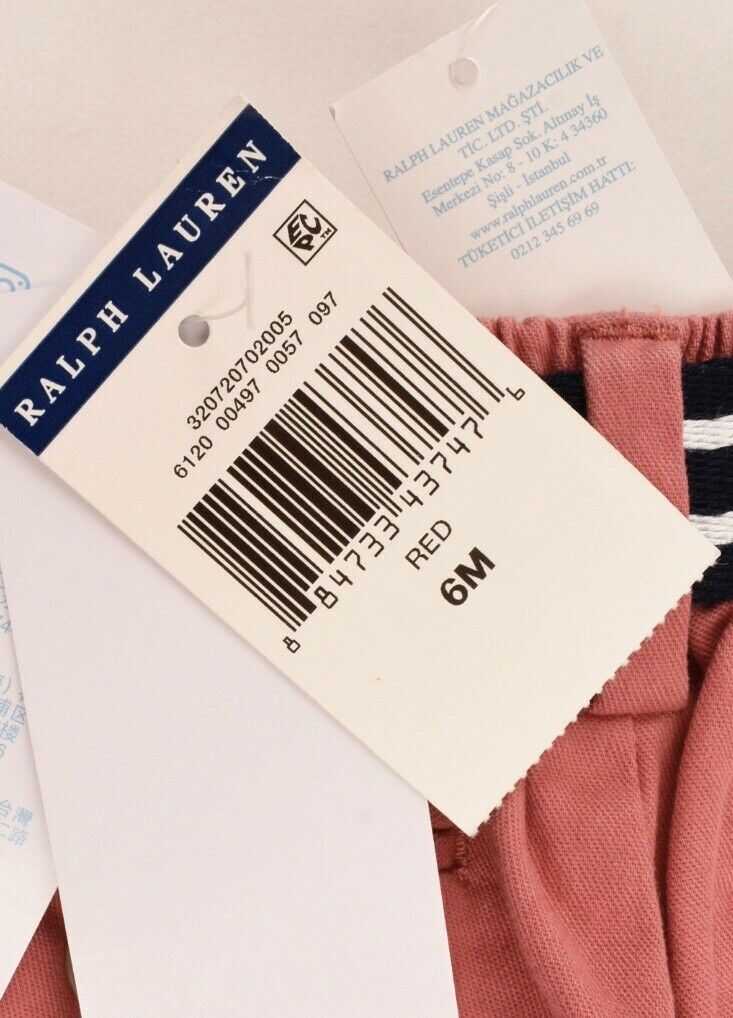 RALPH LAUREN
EPC™
320720702005
6120 00497 0057 097
8 84733 43747 6
RED
6M
RALPH LAUREN MAĞAZACILIK VE
TİC. LTD. ŞTİ.
Esentepe Kasap Sok. Altınay İş
Merkezi No: 8 - 10 K: 4 34360
Şişli - İstanbul
www.ralphlauren.com.tr
TÜKETİCİ İLETİŞİM HATTI:
0212 345 69 69